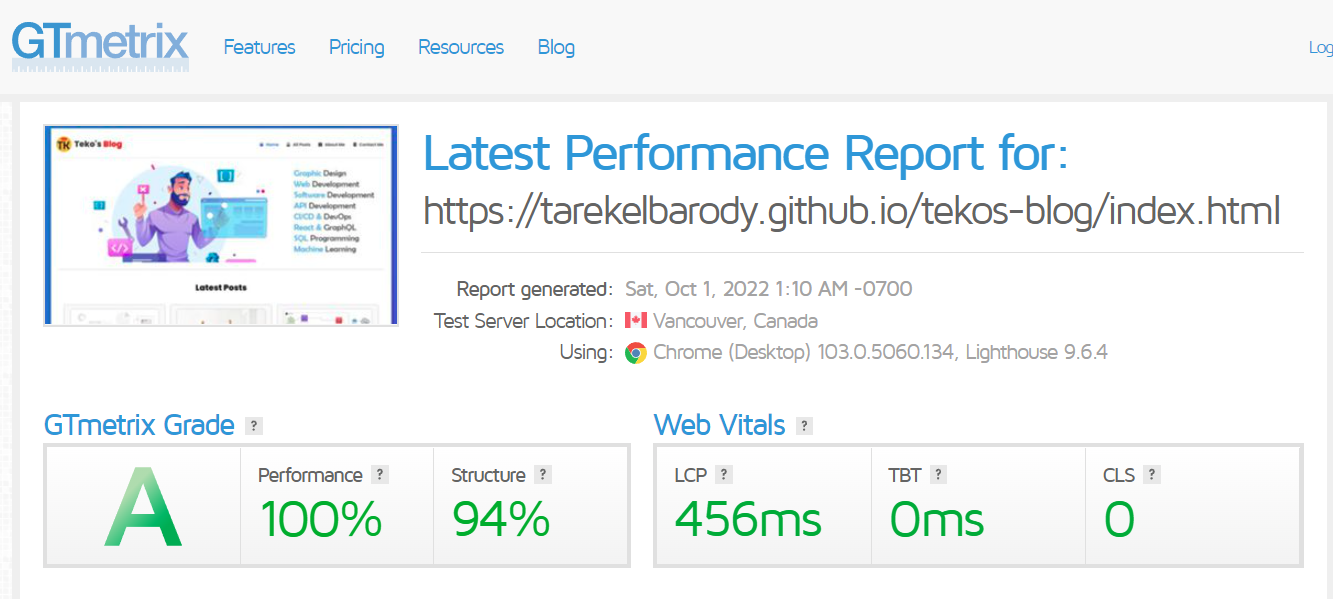 GTmetrix
Features Pricing Resources Blog
Log
TK Teko's Blog
Home All Posts About Me Contact Me
Graphic Design
Web Development
Software Development
API Development
CI/CD & DevOps
React & GraphQL
SQL Programming
Machine Learning
Latest Posts
Latest Performance Report for:
https://tarekelbarody.github.io/tekos-blog/index.html
Report generated: Sat, Oct 1, 2022 1:10 AM -0700
Test Server Location: Vancouver, Canada
Using: Chrome (Desktop) 103.0.5060.134, Lighthouse 9.6.4
GTmetrix Grade ?
A
Performance ?
100%
Structure ?
94%
Web Vitals ?
LCP ?
456ms
TBT ?
0ms
CLS ?
0